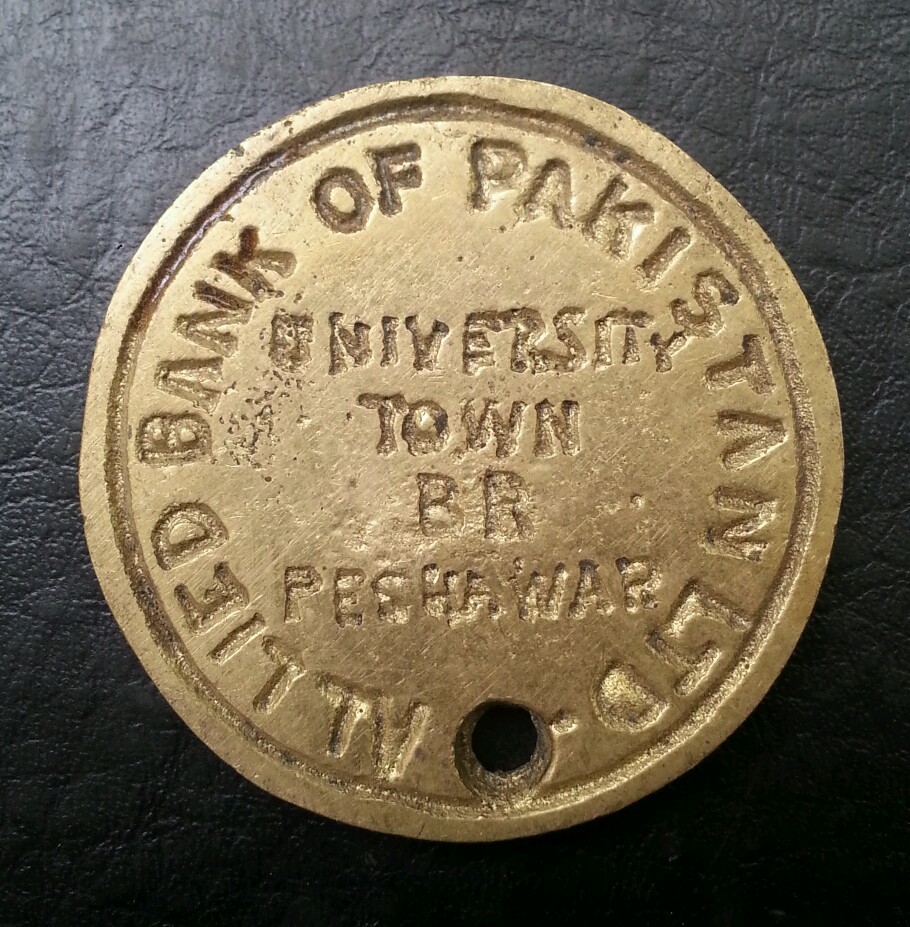 ALLIED BANK OF PAKISTAN LTD.
UNIVERSITY
TOWN
BR
PESHAWAR